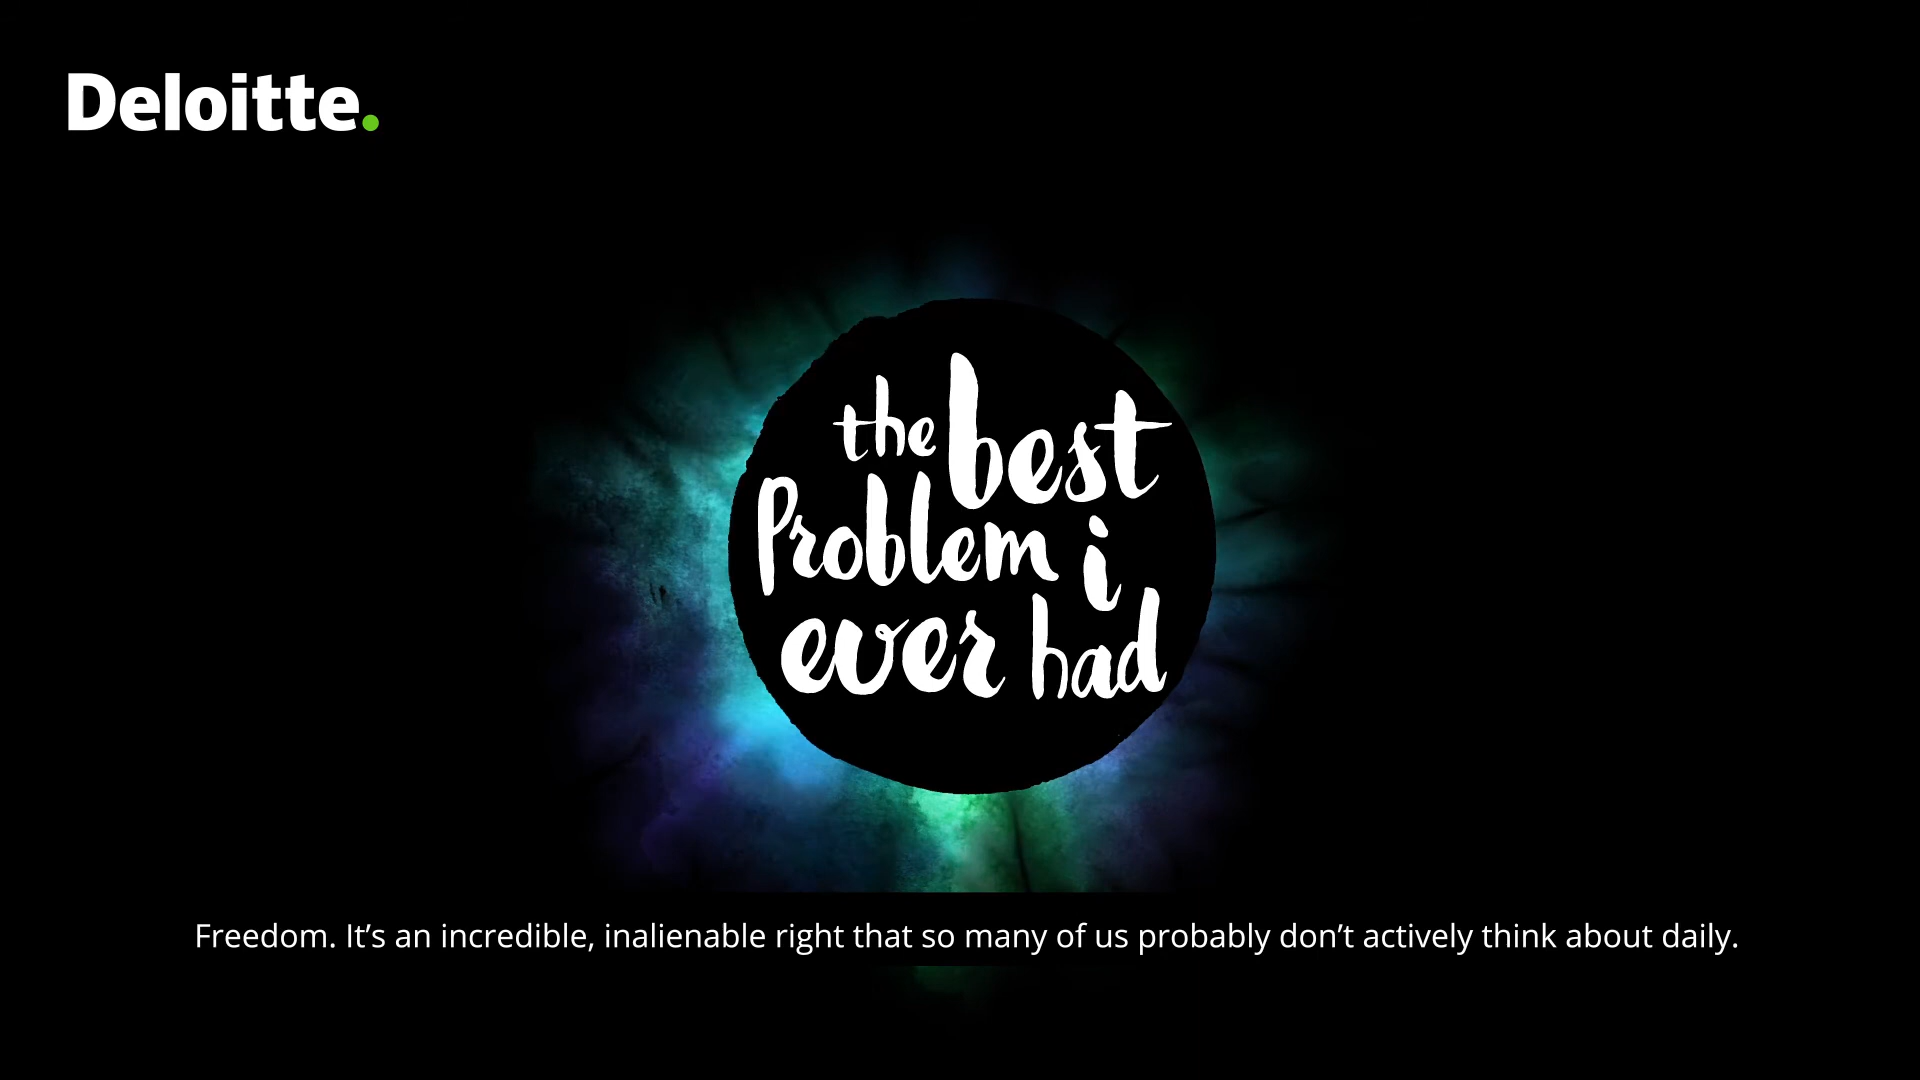 Deloitte.
the best
Problem i
ever had
Freedom. It’s an incredible, inalienable right that so many of us probably don’t actively think about daily.